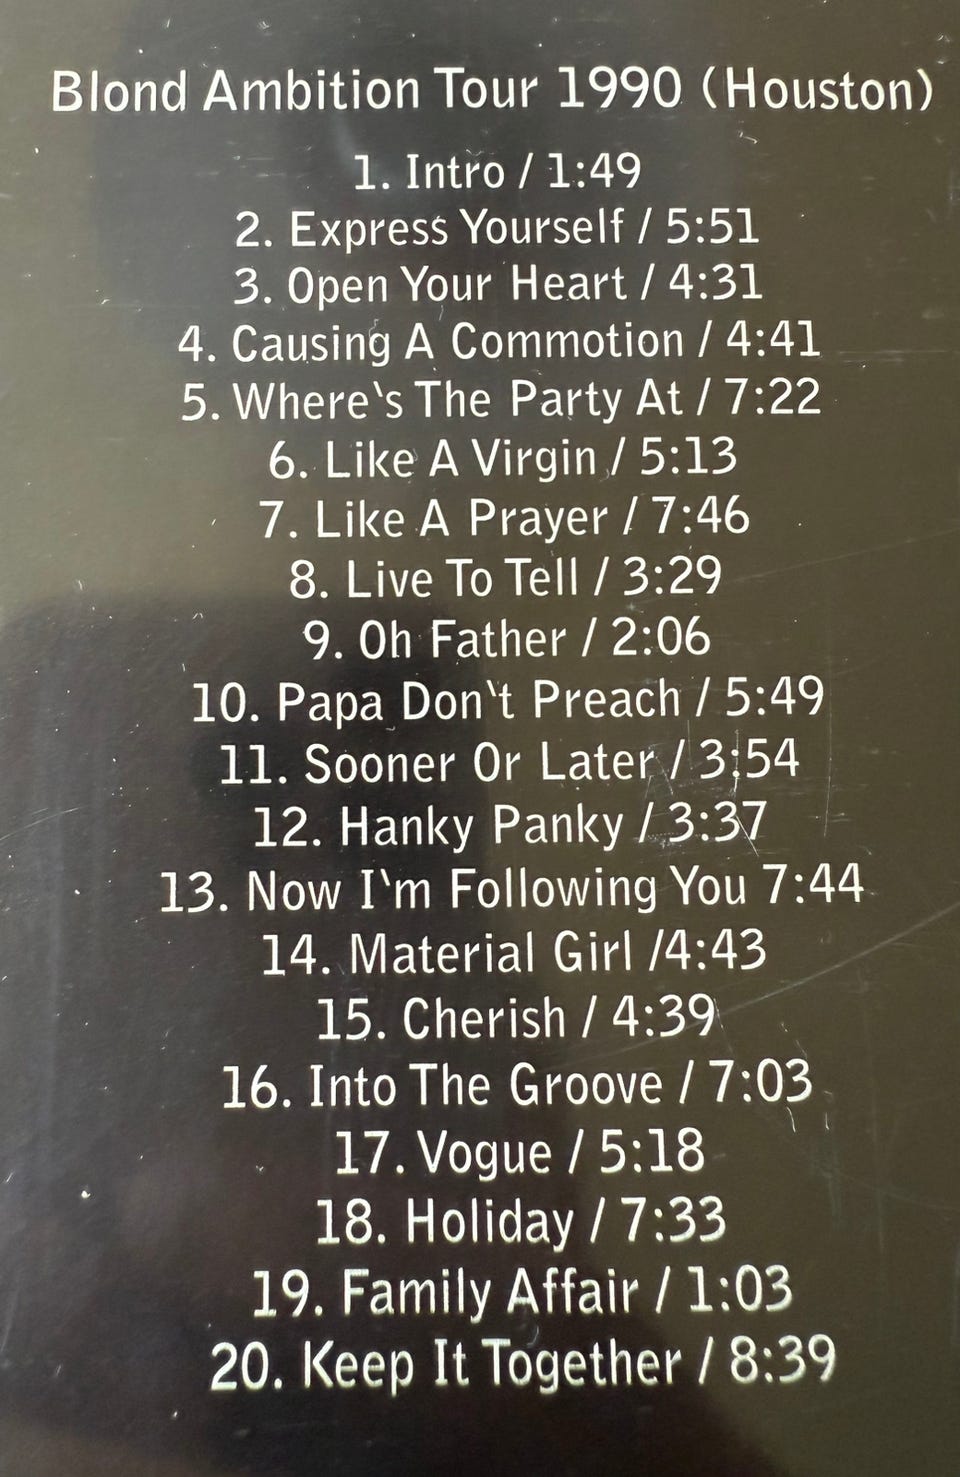 Blond Ambition Tour 1990 (Houston)
1. Intro / 1:49
2. Express Yourself / 5:51
3. Open Your Heart / 4:31
4. Causing A Commotion / 4:41
5. Where's The Party At / 7:22
6. Like A Virgin / 5:13
7. Like A Prayer / 7:46
8. Live To Tell / 3:29
9. Oh Father / 2:06
10. Papa Don't Preach / 5:49
11. Sooner Or Later / 3:54
12. Hanky Panky / 3:37
13. Now I'm Following You 7:44
14. Material Girl /4:43
15. Cherish / 4:39
16. Into The Groove / 7:03
17. Vogue / 5:18
18. Holiday / 7:33
19. Family Affair / 1:03
20. Keep It Together / 8:39